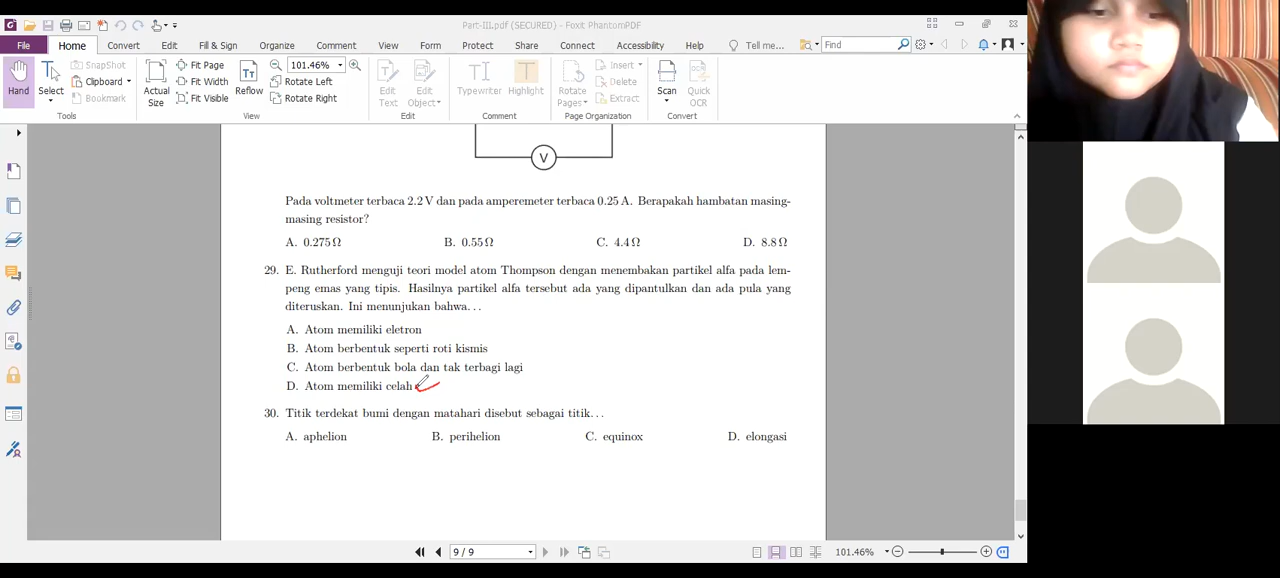 Part-III.pdf (SECURED) - Foxit PhantomPDF
File Home Convert Edit Fill & Sign Organize Comment View Form Protect Share Connect Accessibility Help Tell me... Find
Hand
Select
SnapShot
Clipboard
Bookmark
Tools
Actual Size
Fit Page
Fit Width
Fit Visible
Reflow
101.46%
Rotate Left
Rotate Right
View
Edit Text
Edit Object
Edit
Typewriter
Highlight
Comment
Rotate Pages
Insert
Delete
Extract
Page Organization
Scan
Quick OCR
Convert
V
Pada voltmeter terbaca 2.2 V dan pada amperemeter terbaca 0.25 A. Berapakah hambatan masing-
masing resistor?
A. 0.275 Ω B. 0.55 Ω C. 4.4 Ω D. 8.8 Ω
29. E. Rutherford menguji teori model atom Thompson dengan menembakan partikel alfa pada lem-
peng emas yang tipis. Hasilnya partikel alfa tersebut ada yang dipantulkan dan ada pula yang
diteruskan. Ini menunjukan bahwa...
A. Atom memiliki eletron
B. Atom berbentuk seperti roti kismis
C. Atom berbentuk bola dan tak terbagi lagi
D. Atom memiliki celah
30. Titik terdekat bumi dengan matahari disebut sebagai titik...
A. aphelion B. perihelion C. equinox D. elongasi
9 / 9
101.46%